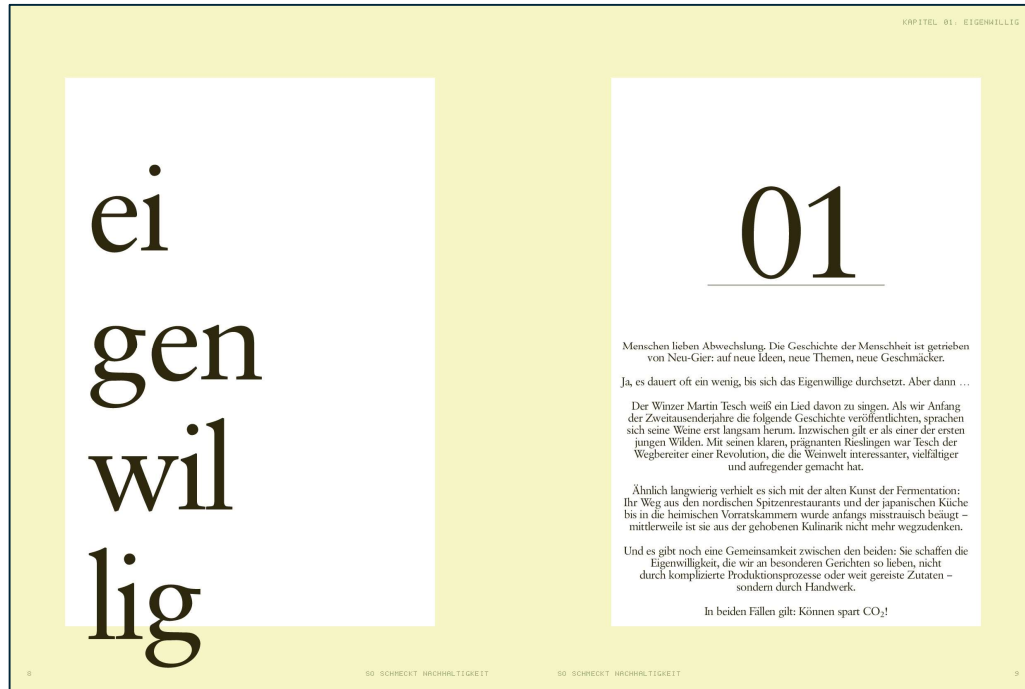 KAPITEL 01: EIGENWILLIG
ei
gen
wil
lig
8
SO SCHMECKT NACHHALTIGKEIT
01
Menschen lieben Abwechslung. Die Geschichte der Menschheit ist getrieben
von Neu-Gier: auf neue Ideen, neue Themen, neue Geschmäcker.
Ja, es dauert oft ein wenig, bis sich das Eigenwillige durchsetzt. Aber dann …
Der Winzer Martin Tesch weiß ein Lied davon zu singen. Als wir Anfang
der Zweitausenderjahre die folgende Geschichte veröffentlichten, sprachen
sich seine Weine erst langsam herum. Inzwischen gilt er als einer der ersten
jungen Wilden. Mit seinen klaren, prägnanten Rieslingen war Tesch der
Wegbereiter einer Revolution, die die Weinwelt interessanter, vielfältiger
und aufregender gemacht hat.
Ähnlich langwierig verhielt es sich mit der alten Kunst der Fermentation:
Ihr Weg aus den nordischen Spitzenrestaurants und der japanischen Küche
bis in die heimischen Vorratskammern wurde anfangs misstrauisch beäugt –
mittlerweile ist sie aus der gehobenen Kulinarik nicht mehr wegzudenken.
Und es gibt noch eine Gemeinsamkeit zwischen den beiden: Sie schaffen die
Eigenwilligkeit, die wir an besonderen Gerichten so lieben, nicht
durch komplizierte Produktionsprozesse oder weit gereiste Zutaten –
sondern durch Handwerk.
In beiden Fällen gilt: Können spart CO₂!
SO SCHMECKT NACHHALTIGKEIT
9